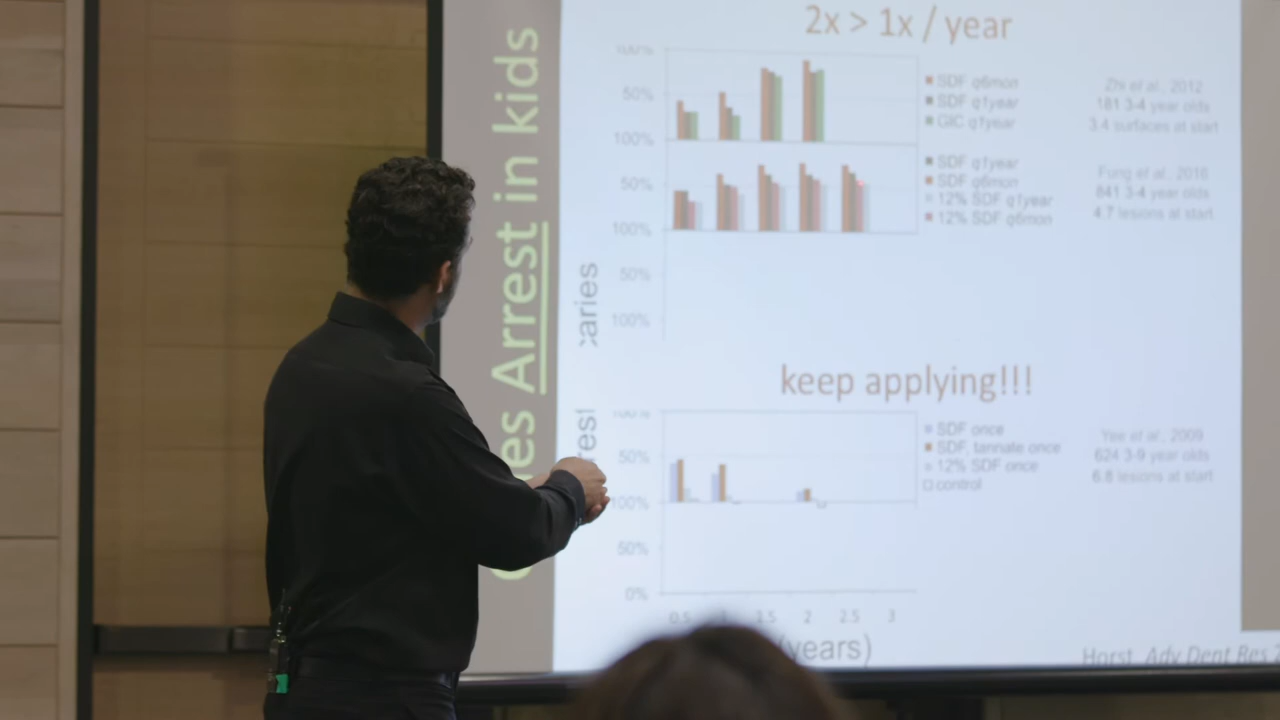 2x > 1x / year
Arrest in kids
100%
50%
100%
50%
100%
50%
100%
SDF q6mon
SDF q1year
GIC q1year
Zhi et al., 2012
181 3-4 year olds
3.4 surfaces at start
SDF q1year
SDF q6mon
12% SDF q1year
12% SDF q6mon
Fung et al., 2016
841 3-4 year olds
4.7 lesions at start
keep applying!!!
100%
50%
100%
50%
0%
SDF once
SDF, tannate once
12% SDF once
control
Yee et al., 2009
624 3-9 year olds
6.8 lesions at start
0.5 1 1.5 2 2.5 3
(years)
Horst, Adv Dent Res